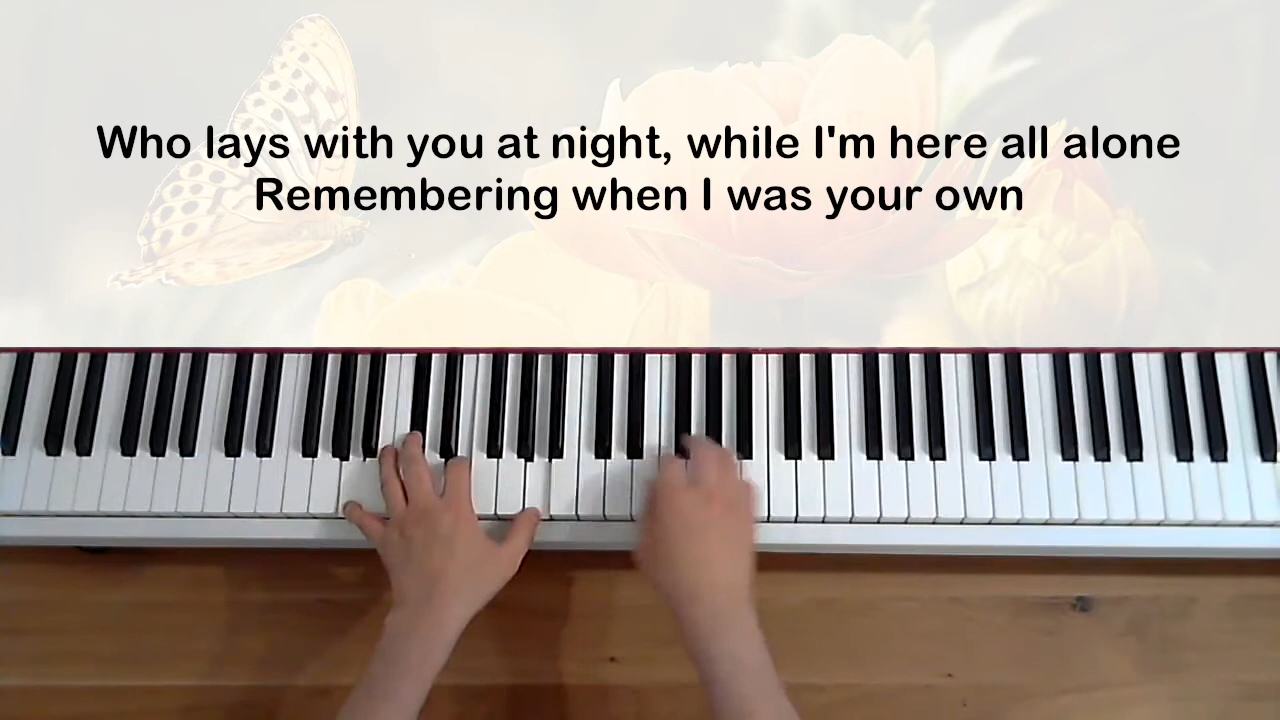 Who lays with you at night, while I'm here all alone
Remembering when I was your own